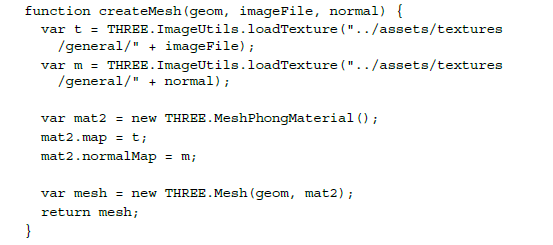 function createMesh(geom, imageFile, normal) {
  var t = THREE.ImageUtils.loadTexture("../assets/textures
    /general/" + imageFile);
  var m = THREE.ImageUtils.loadTexture("../assets/textures
    /general/" + normal);

  var mat2 = new THREE.MeshPhongMaterial();
  mat2.map = t;
  mat2.normalMap = m;

  var mesh = new THREE.Mesh(geom, mat2);
  return mesh;
}